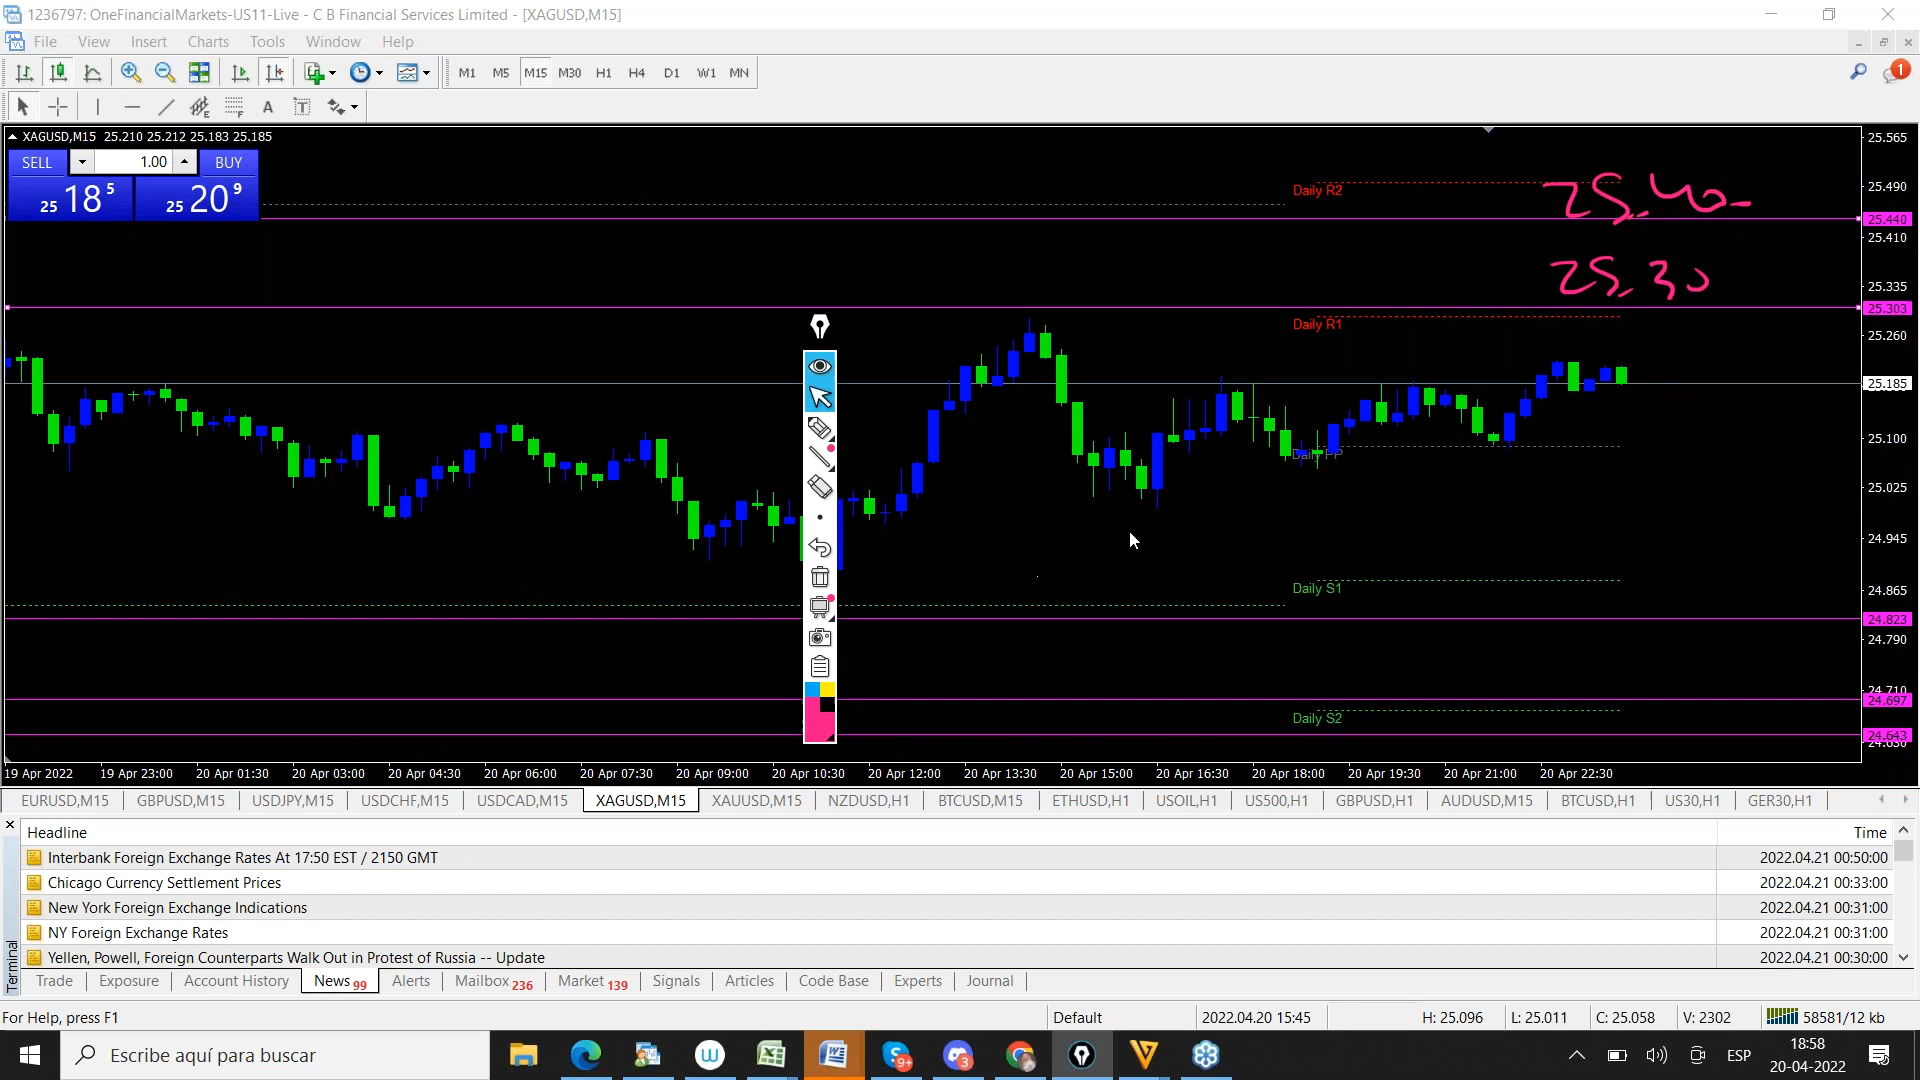 1236797: OneFinancialMarkets-US11-Live - C B Financial Services Limited - [XAGUSD,M15]
File View Insert Charts Tools Window Help
M1 M5 M15 M30 H1 H4 D1 W1 MN
1
E F A T
XAGUSD,M15 25.210 25.212 25.183 25.185
SELL 1.00 BUY
25 18 5 25 20 9
25.565
Daily R2
25.40-
25.490
25.440
25.410
25.30
25.335
25.303
Daily R1
25.260
25.185
25.100
Daily PP
25.025
24.945
Daily S1
24.865
24.823
24.790
24.710
24.697
Daily S2
24.643
24.630
19 Apr 2022 19 Apr 23:00 20 Apr 01:30 20 Apr 03:00 20 Apr 04:30 20 Apr 06:00 20 Apr 07:30 20 Apr 09:00 20 Apr 10:30 20 Apr 12:00 20 Apr 13:30 20 Apr 15:00 20 Apr 16:30 20 Apr 18:00 20 Apr 19:30 20 Apr 21:00 20 Apr 22:30
EURUSD,M15 GBPUSD,M15 USDJPY,M15 USDCHF,M15 USDCAD,M15 XAGUSD,M15 XAUUSD,M15 NZDUSD,H1 BTCUSD,M15 ETHUSD,H1 USOIL,H1 US500,H1 GBPUSD,H1 AUDUSD,M15 BTCUSD,H1 US30,H1 GER30,H1
Headline Time
Interbank Foreign Exchange Rates At 17:50 EST / 2150 GMT 2022.04.21 00:50:00
Chicago Currency Settlement Prices 2022.04.21 00:33:00
New York Foreign Exchange Indications 2022.04.21 00:31:00
NY Foreign Exchange Rates 2022.04.21 00:31:00
Yellen, Powell, Foreign Counterparts Walk Out in Protest of Russia -- Update 2022.04.21 00:30:00
Terminal
Trade Exposure Account History News 99 Alerts Mailbox 236 Market 139 Signals Articles Code Base Experts Journal
For Help, press F1 Default 2022.04.20 15:45 H: 25.096 L: 25.011 C: 25.058 V: 2302 58581/12 kb
Escribe aquí para buscar
9+ 3
ESP
18:58
20-04-2022